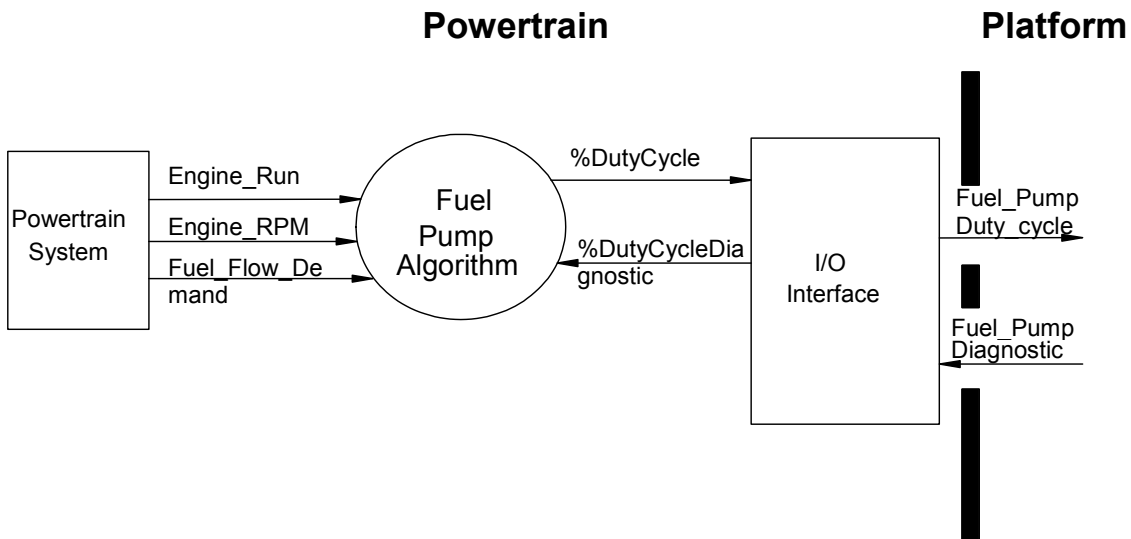 Powertrain
Platform
Powertrain
System
Engine_Run
Engine_RPM
Fuel_Flow_De
mand
Fuel
Pump
Algorithm
%DutyCycle
%DutyCycleDia
gnostic
I/O
Interface
Fuel_Pump
Duty_cycle
Fuel_Pump
Diagnostic